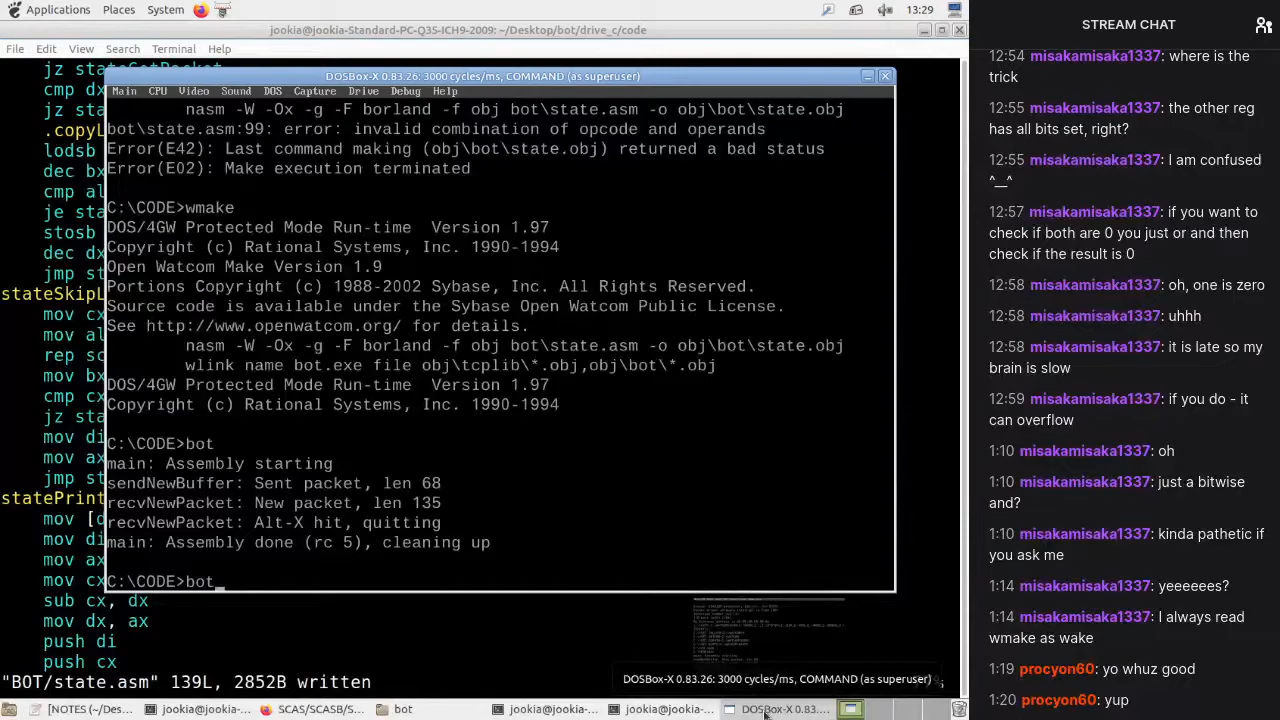 Applications Places System 13:29
jookia@jookia-Standard-PC-Q35-ICH9-2009: ~/Desktop/bot/drive_c/code
File Edit View Search Terminal Help
DOSBox-X 0.83.26: 3000 cycles/ms, COMMAND (as superuser)
Main CPU Video Sound DOS Capture Drive Debug Help
cmp dx
jz sta
.copyL
lodsb
dec bx
cmp al
je sta
stosb
dec dx
jmp st
stateSkipL
mov cx
mov al
rep sc
mov bx
cmp cx
jz sta
mov di
mov ax
jmp st
statePrint
mov [d
mov di
mov ax
mov cx
sub cx, dx
mov dx, ax
push di
push cx
"BOT/state.asm" 139L, 2852B written
nasm -W -Ox -g -F borland -f obj bot\state.asm -o obj\bot\state.obj
bot\state.asm:99: error: invalid combination of opcode and operands
Error(E42): Last command making (obj\bot\state.obj) returned a bad status
Error(E02): Make execution terminated
C:\CODE>wmake
DOS/4GW Protected Mode Run-time Version 1.97
Copyright (c) Rational Systems, Inc. 1990-1994
Open Watcom Make Version 1.9
Portions Copyright (c) 1988-2002 Sybase, Inc. All Rights Reserved.
Source code is available under the Sybase Open Watcom Public License.
See http://www.openwatcom.org/ for details.
nasm -W -Ox -g -F borland -f obj bot\state.asm -o obj\bot\state.obj
wlink name bot.exe file obj\tcplib\*.obj,obj\bot\*.obj
DOS/4GW Protected Mode Run-time Version 1.97
Copyright (c) Rational Systems, Inc. 1990-1994
C:\CODE>bot
main: Assembly starting
sendNewBuffer: Sent packet, len 68
recvNewPacket: New packet, len 135
recvNewPacket: Alt-X hit, quitting
main: Assembly done (rc 5), cleaning up
C:\CODE>bot_
DOSBox-X 0.83.26: 3000 cycles/ms, COMMAND (as superuser)
[NOTES (~/Des... jookia@jookia-... SCAS/SCASB/S... bot jookia@jookia-... jookia@jookia-... DOSBox-X 0.83....
STREAM CHAT
12:54 misakamisaka1337: where is the
trick
12:55 misakamisaka1337: the other reg
has all bits set, right?
12:55 misakamisaka1337: I am confused
^__^
12:57 misakamisaka1337: if you want to
check if both are 0 you just or and then
check if the result is 0
12:58 misakamisaka1337: oh, one is zero
12:58 misakamisaka1337: uhhh
12:58 misakamisaka1337: it is late so my
brain is slow
12:59 misakamisaka1337: if you do - it
can overflow
1:10 misakamisaka1337: oh
1:10 misakamisaka1337: just a bitwise
and?
1:10 misakamisaka1337: kinda pathetic if
you ask me
1:14 misakamisaka1337: yeeeeees?
1:14 misakamisaka1337: I read your
wmake as wake
1:19 procyon60: yo whuz good
1:20 procyon60: yup